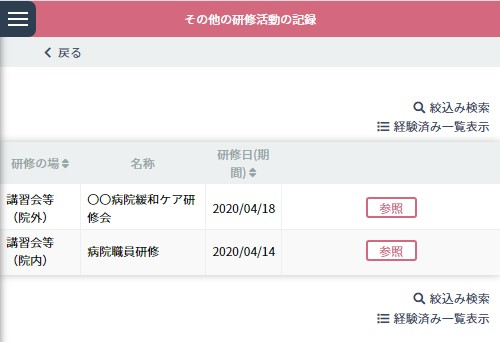 その他の研修活動の記録
戻る
絞込み検索
経験済み一覧表示
研修の場 名称 研修日(期
間)
講習会等
（院外） 〇〇病院緩和ケア研
修会 2020/04/18 参照
講習会等
（院内） 病院職員研修 2020/04/14 参照
絞込み検索
経験済み一覧表示